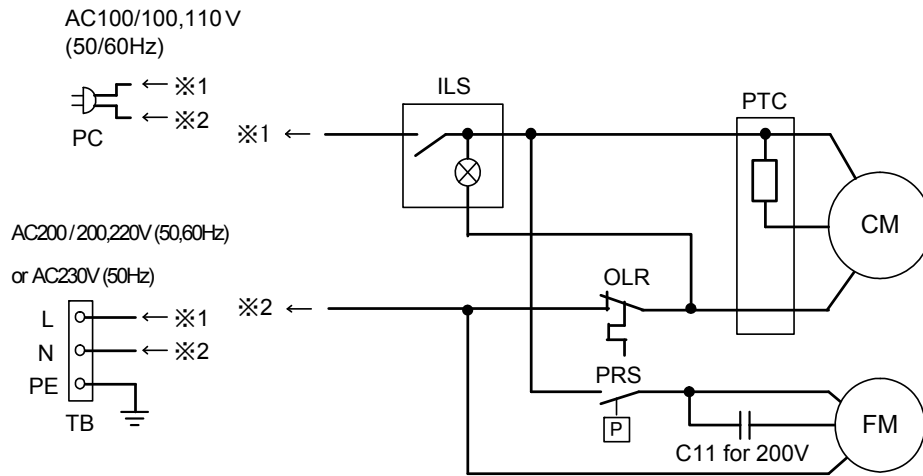 AC100/100,110 V
(50/60Hz)
← ※1
← ※2
PC
※1 ←
ILS
PTC
CM
AC200 / 200,220V (50,60Hz)
or AC230V (50Hz)
L
← ※1
N
← ※2
PE
TB
※2 ←
OLR
PRS
P
C11 for 200V
FM